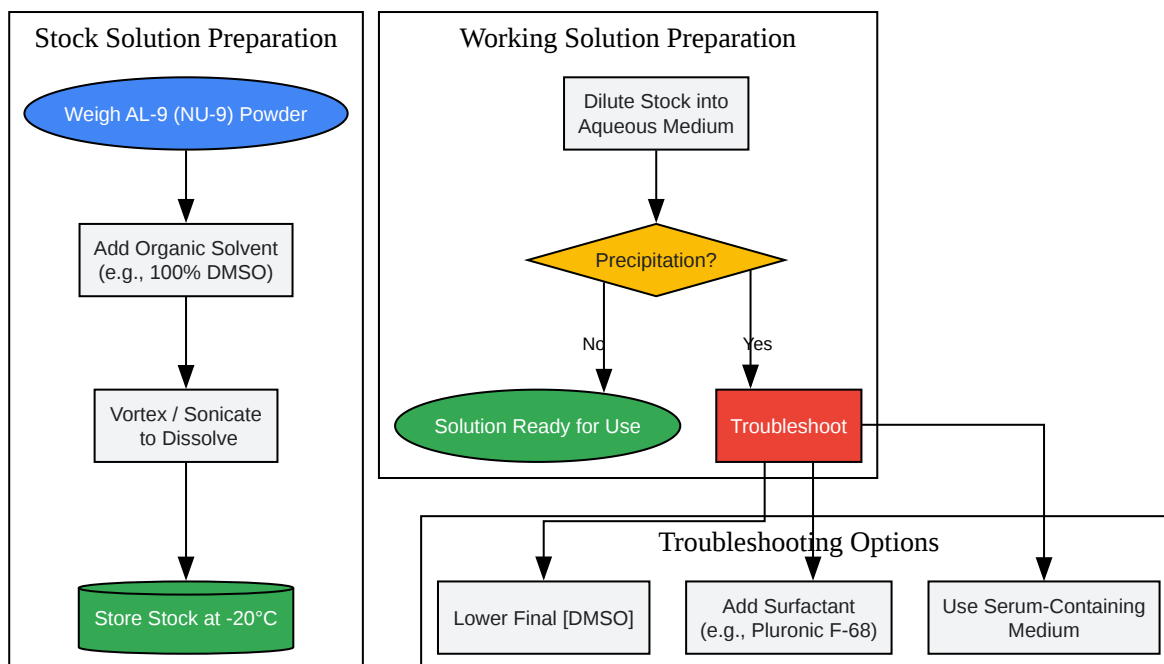 Stock Solution Preparation
Weigh AL-9 (NU-9) Powder
Add Organic Solvent
(e.g., 100% DMSO)
Vortex / Sonicate
to Dissolve
Store Stock at -20°C
Working Solution Preparation
Dilute Stock into
Aqueous Medium
Precipitation?
No
Yes
Solution Ready for Use
Troubleshoot
Troubleshooting Options
Lower Final [DMSO]
Add Surfactant
(e.g., Pluronic F-68)
Use Serum-Containing
Medium